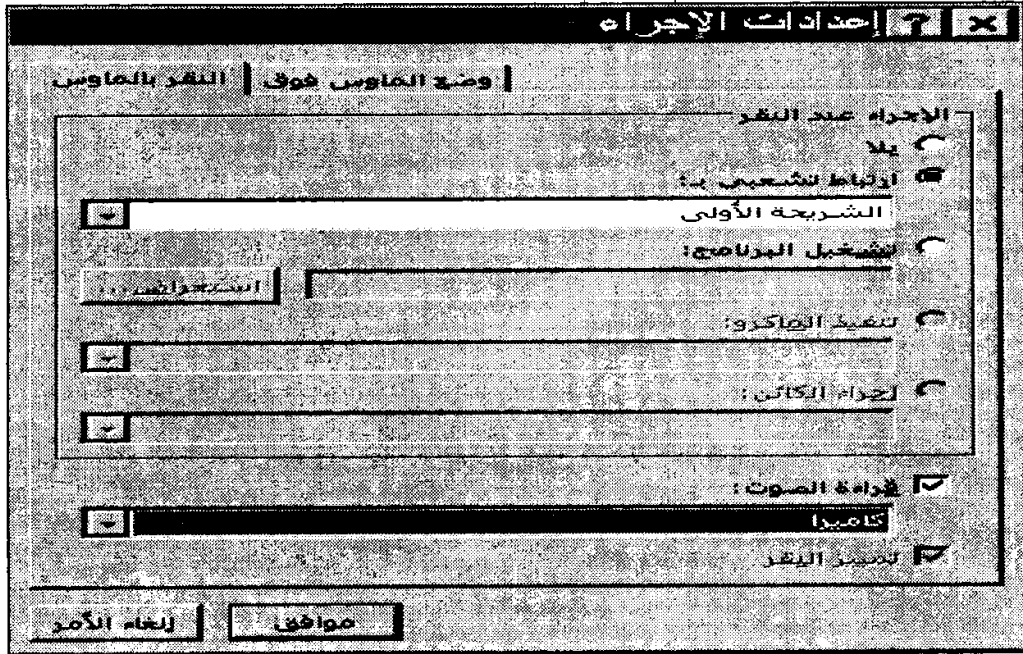 إعدادات الإجراء
النقر بالماوس
وضع الماوس فوق
الإجراء عند النقر
بلا
ارتباط تشعبي بـ:
الشريحة الأولى
تشغيل البرنامج:
استعراض...
تنفيذ الماكرو:
إجراء الكائن:
قراءة الصوت:
كاميرا
تمييز النقر
موافق
إلغاء الأمر